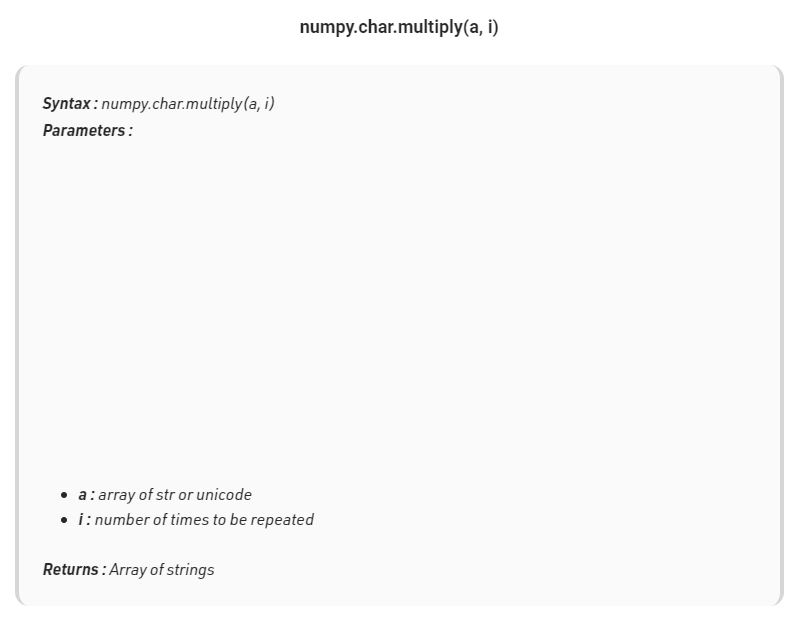 numpy.char.multiply(a, i)
Syntax : numpy.char.multiply(a, i)
Parameters :
a : array of str or unicode
i : number of times to be repeated
Returns : Array of strings